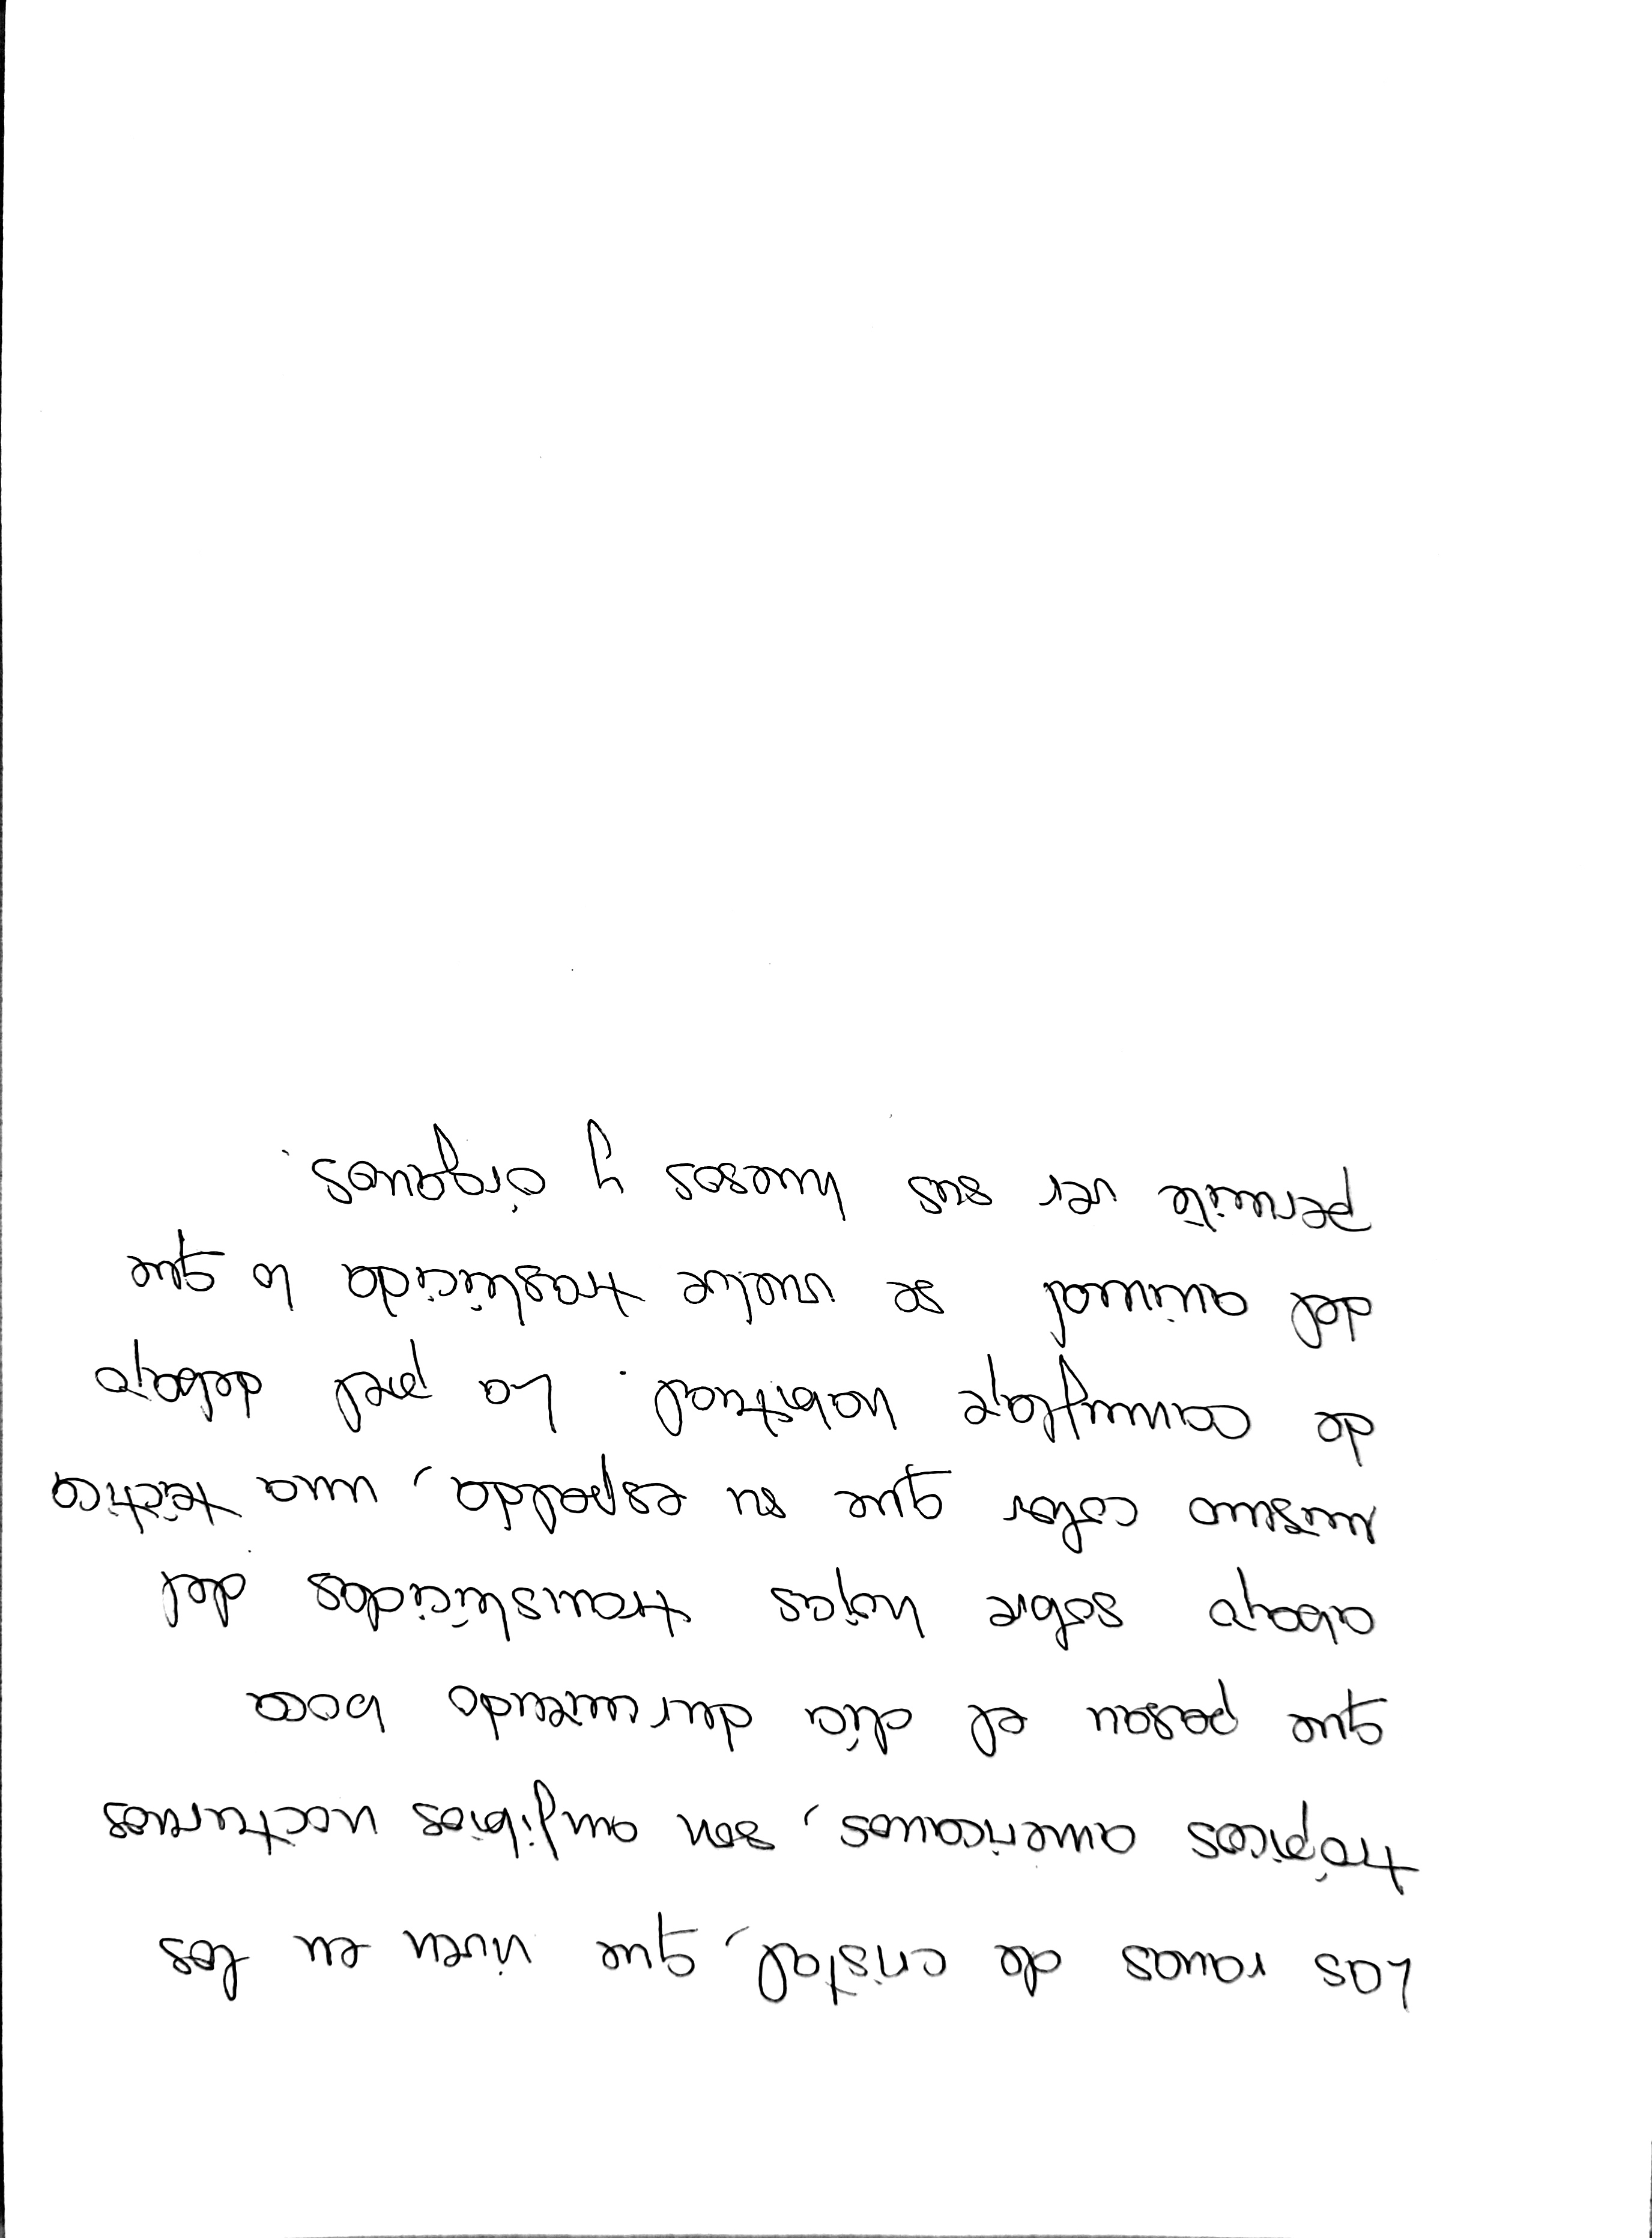 Las ranas de cristal, que viven en los
trópicos americanos, son anfibios nocturnos
que pasan el día durmiendo boca
abajo sobre hojas translúcidas del
mismo color que su espalda, una táctica
de camuflaje habitual. La piel debajo
del animal se vuelve traslúcida lo que
permite ver sus huesos y órganos.